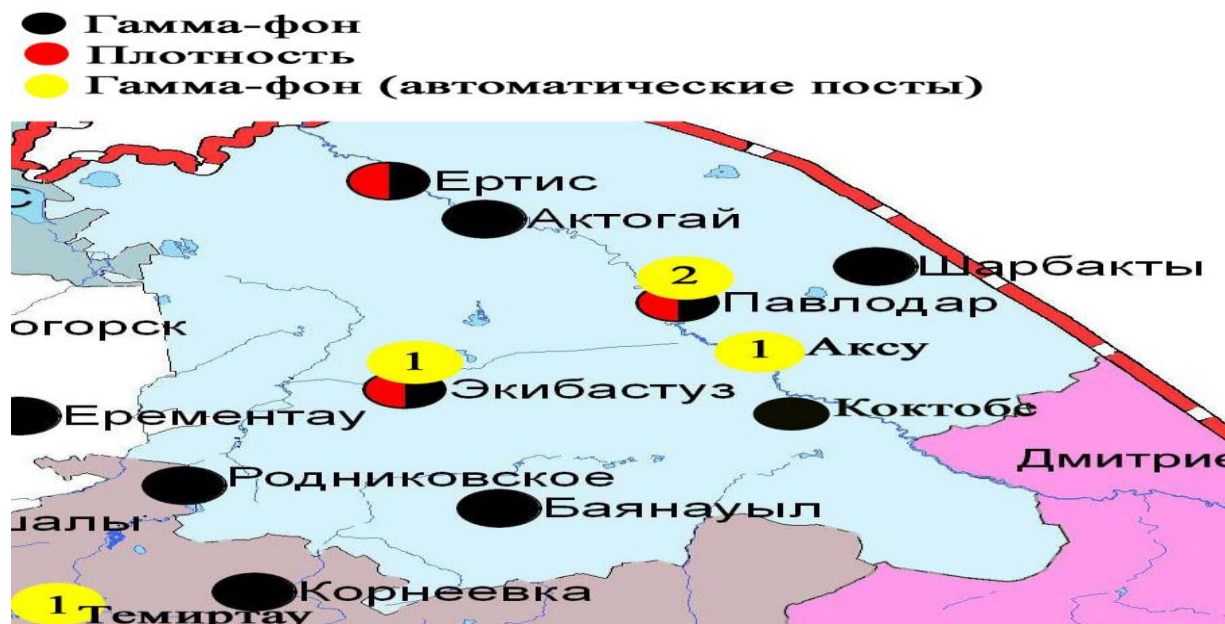 Гамма-фон
Плотность
Гамма-фон (автоматические посты)
Ертис
С
Актогай
Шарбакты
2
Павлодар
огорск
1
Аксу
1
Экибастуз
Коктобе
Ерементау
Дмитрие
Родниковское
Баянауыл
шалы
Корнеевка
1
Темиртау